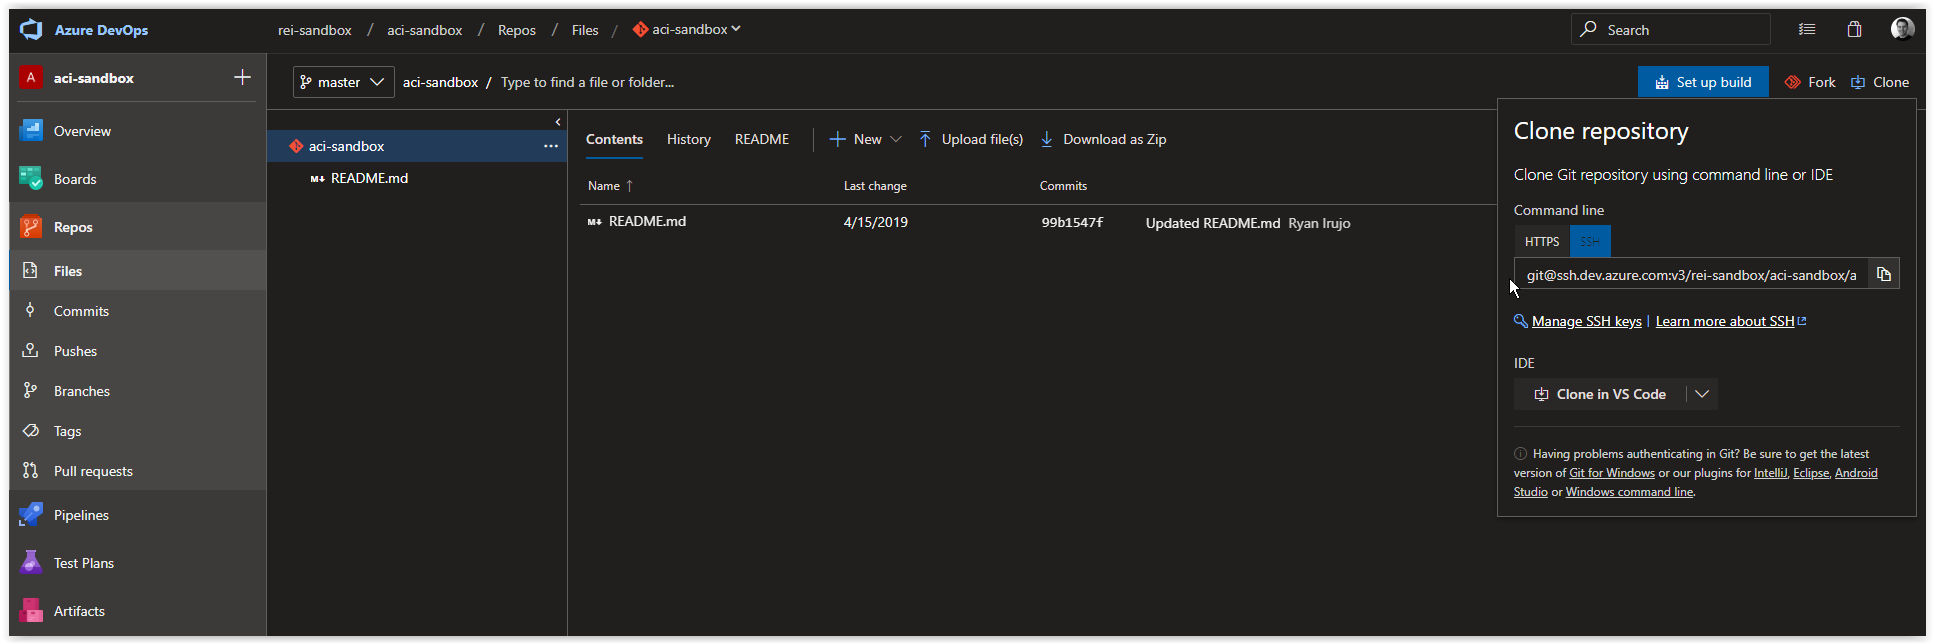 Azure DevOps
rei-sandbox / aci-sandbox / Repos / Files / aci-sandbox
Search
A aci-sandbox
master
aci-sandbox / Type to find a file or folder...
Set up build
Fork
Clone
Overview
Boards
Repos
Files
Commits
Pushes
Branches
Tags
Pull requests
Pipelines
Test Plans
Artifacts
aci-sandbox
M↓ README.md
Contents History README New Upload file(s) Download as Zip
Name ↑ Last change Commits
M↓ README.md 4/15/2019 99b1547f Updated README.md Ryan Irujo
Clone repository
Clone Git repository using command line or IDE
Command line
HTTPS SSH
git@ssh.dev.azure.com:v3/rei-sandbox/aci-sandbox/a
Manage SSH keys | Learn more about SSH
IDE
Clone in VS Code
Having problems authenticating in Git? Be sure to get the latest
version of Git for Windows or our plugins for IntelliJ, Eclipse, Android
Studio or Windows command line.